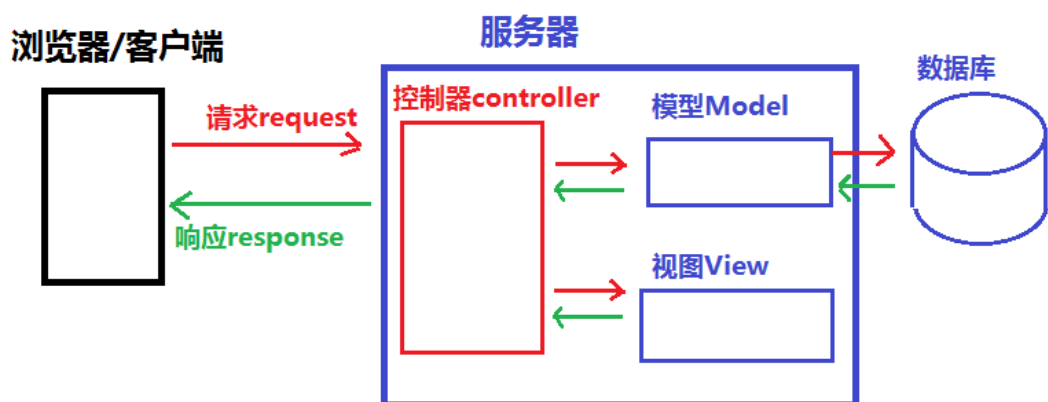 浏览器/客户端
服务器
数据库
控制器controller
模型Model
请求request
响应response
视图View